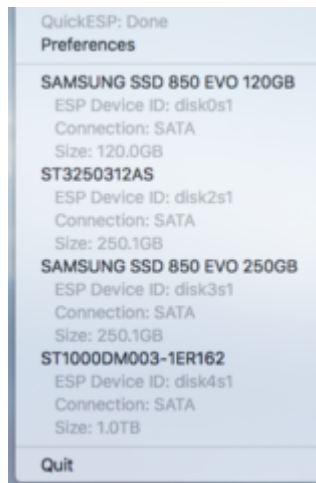 QuickESP: Done
Preferences
SAMSUNG SSD 850 EVO 120GB
ESP Device ID: disk0s1
Connection: SATA
Size: 120.0GB
ST3250312AS
ESP Device ID: disk2s1
Connection: SATA
Size: 250.1GB
SAMSUNG SSD 850 EVO 250GB
ESP Device ID: disk3s1
Connection: SATA
Size: 250.1GB
ST1000DM003-1ER162
ESP Device ID: disk4s1
Connection: SATA
Size: 1.0TB
Quit